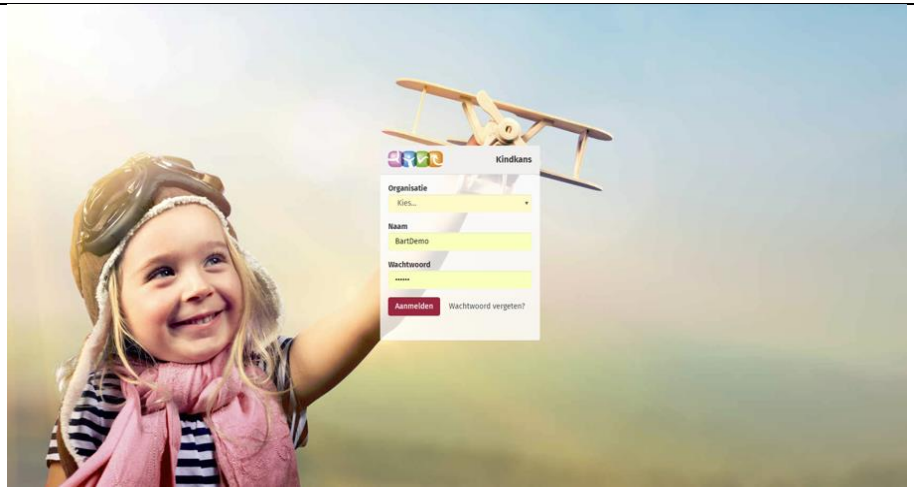 Kindkans
Organisatie
Kies...
Naam
BartDemo
Wachtwoord
••••••
Aanmelden Wachtwoord vergeten?